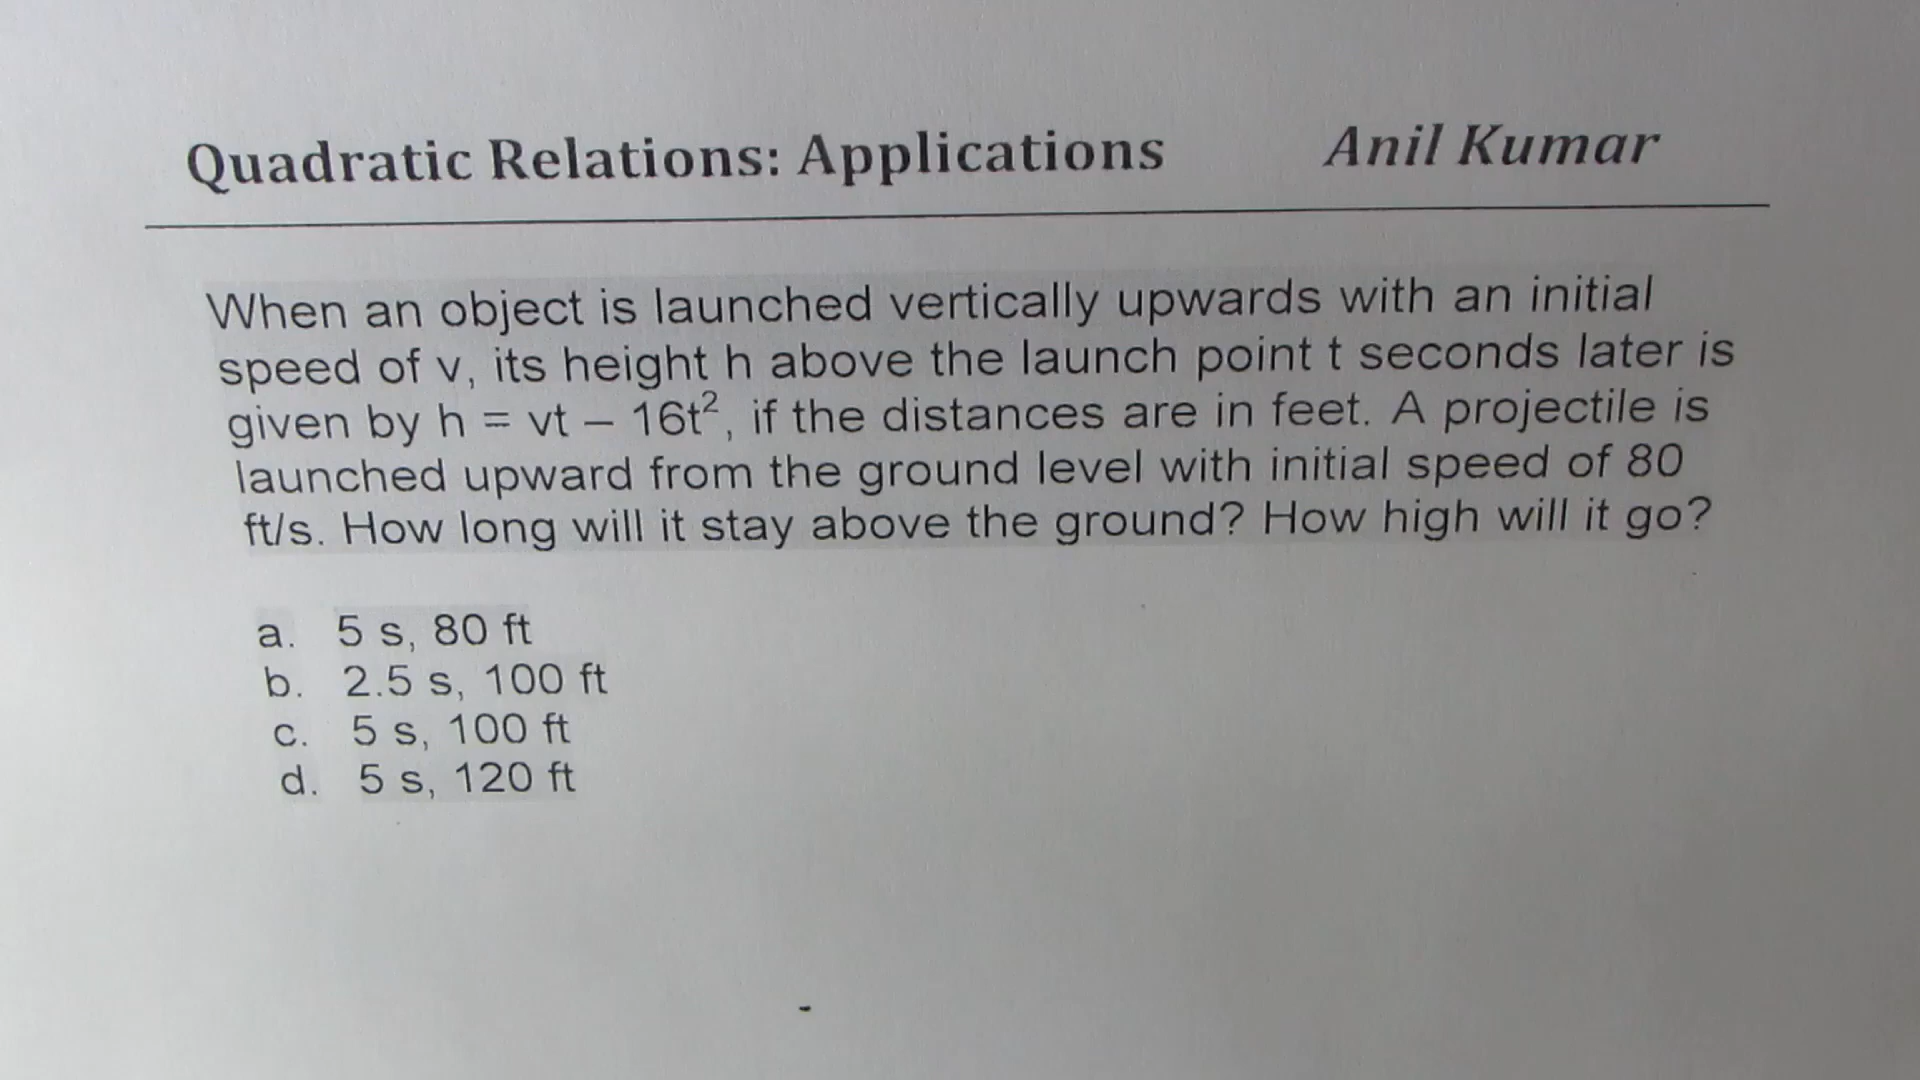 Quadratic Relations: Applications Anil Kumar
When an object is launched vertically upwards with an initial
speed of v, its height h above the launch point t seconds later is
given by h = vt – 16t², if the distances are in feet. A projectile is
launched upward from the ground level with initial speed of 80
ft/s. How long will it stay above the ground? How high will it go?
a. 5 s, 80 ft
b. 2.5 s, 100 ft
c. 5 s, 100 ft
d. 5 s, 120 ft